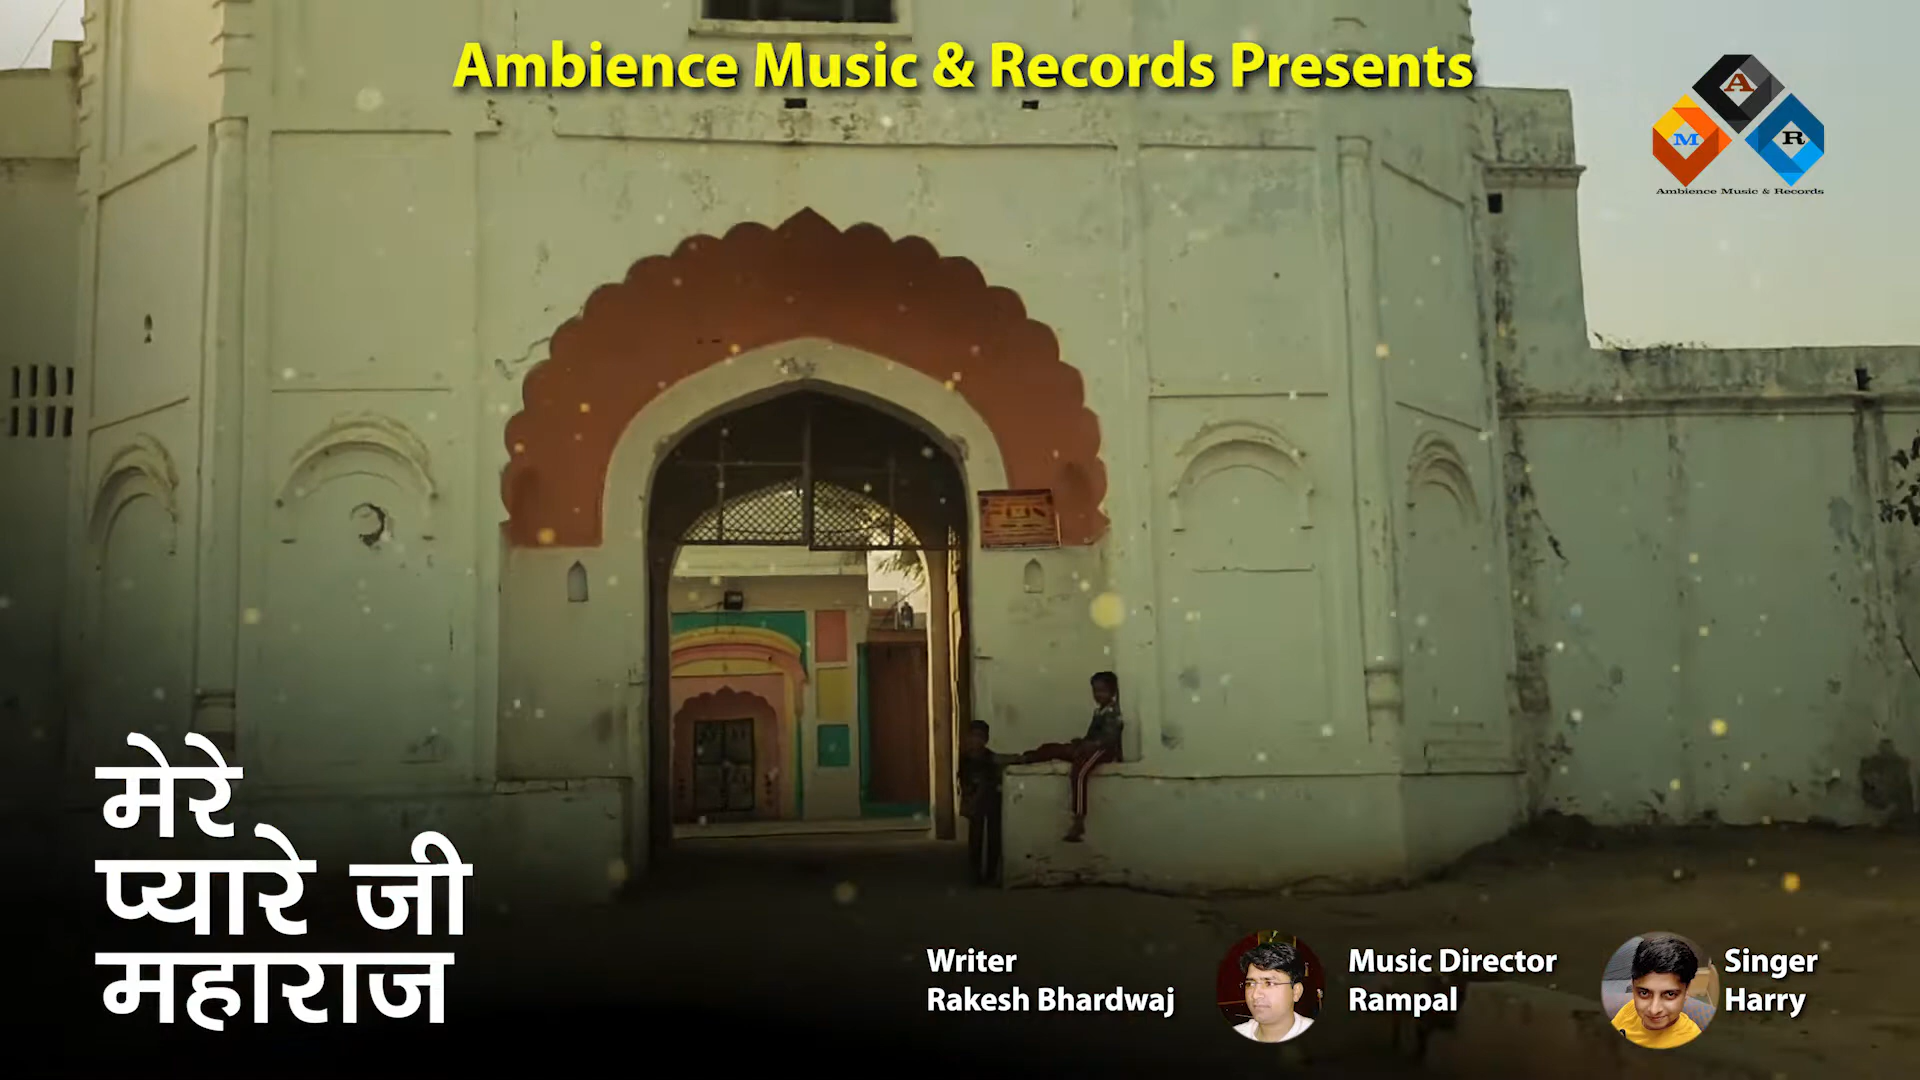 Ambience Music & Records Presents
A
M
R
Ambience Music & Records
मेरे
प्यारे जी
महाराज
Writer
Rakesh Bhardwaj
Music Director
Rampal
Singer
Harry